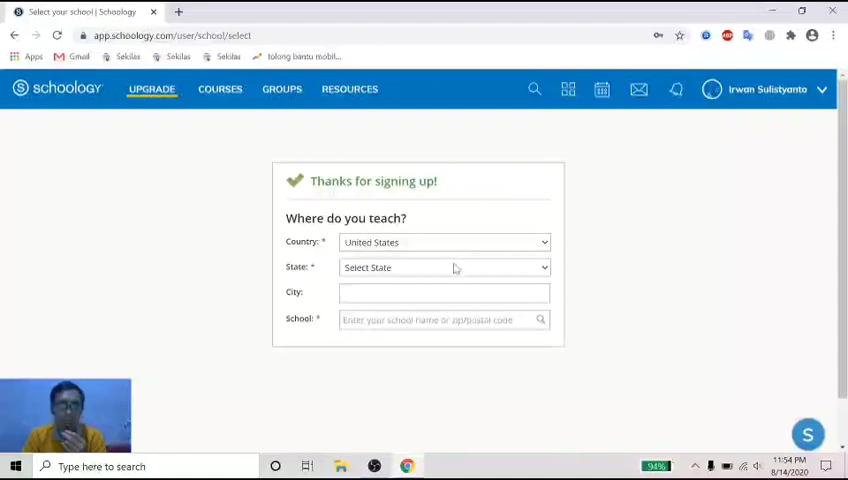 Select your school | Schoology
app.schoology.com/user/school/select
Apps Gmail Sekilas Sekilas Sekilas tolong bantu mobil...
schoology UPGRADE COURSES GROUPS RESOURCES Irwan Sulistyanto
Thanks for signing up!
Where do you teach?
Country: * United States
State: * Select State
City:
School: * Enter your school name or zip/postal code
S
Type here to search 94% 11:54 PM
8/14/2020